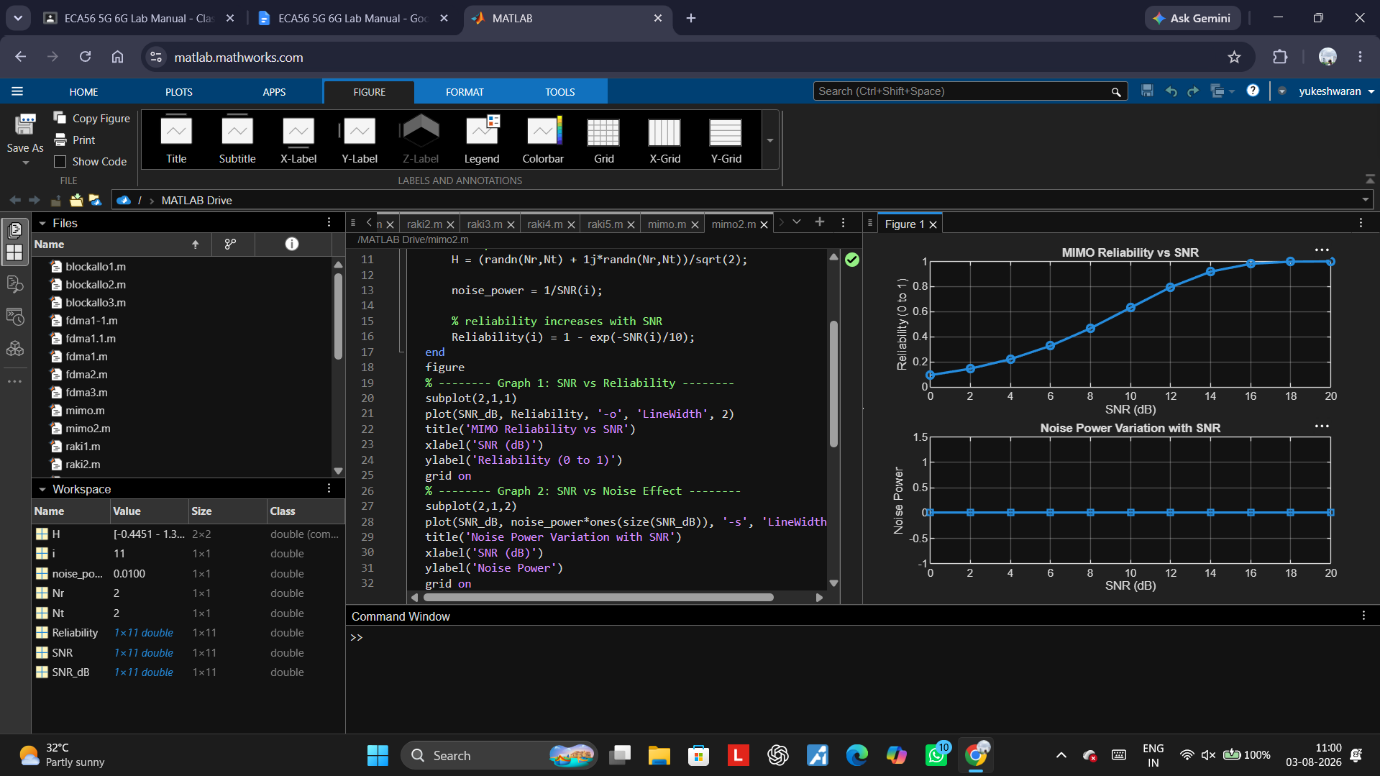 ECA56 5G 6G Lab Manual - Clas
ECA56 5G 6G Lab Manual - Goo
MATLAB
Ask Gemini
matlab.mathworks.com
HOME
PLOTS
APPS
FIGURE
FORMAT
TOOLS
Search (Ctrl+Shift+Space)
yukeshwaran
Save As
Copy Figure
Print
Show Code
FILE
Title
Subtitle
X-Label
Y-Label
Z-Label
Legend
Colorbar
Grid
X-Grid
Y-Grid
LABELS AND ANNOTATIONS
/ > MATLAB Drive
Files
Name
blockallo1.m
blockallo2.m
blockallo3.m
fdma1-1.m
fdma1.1.m
fdma1.m
fdma2.m
fdma3.m
mimo.m
mimo2.m
raki1.m
raki2.m
Workspace
Name Value Size Class
H [-0.4451 - 1.3... 2×2 double (com...
i 11 1×1 double
noise_po... 0.0100 1×1 double
Nr 2 1×1 double
Nt 2 1×1 double
Reliability 1×11 double 1×11 double
SNR 1×11 double 1×11 double
SNR_dB 1×11 double 1×11 double
raki2.m raki3.m raki4.m raki5.m mimo.m mimo2.m
/MATLAB Drive/mimo2.m
11 H = (randn(Nr,Nt) + 1j*randn(Nr,Nt))/sqrt(2);
12
13 noise_power = 1/SNR(i);
14
15 % reliability increases with SNR
16 Reliability(i) = 1 - exp(-SNR(i)/10);
17 end
18 figure
19 % -------- Graph 1: SNR vs Reliability --------
20 subplot(2,1,1)
21 plot(SNR_dB, Reliability, '-o', 'LineWidth', 2)
22 title('MIMO Reliability vs SNR')
23 xlabel('SNR (dB)')
24 ylabel('Reliability (0 to 1)')
25 grid on
26 % -------- Graph 2: SNR vs Noise Effect --------
27 subplot(2,1,2)
28 plot(SNR_dB, noise_power*ones(size(SNR_dB)), '-s', 'LineWidth
29 title('Noise Power Variation with SNR')
30 xlabel('SNR (dB)')
31 ylabel('Noise Power')
32 grid on
Command Window
>>
Figure 1
MIMO Reliability vs SNR
Reliability (0 to 1)
1
0.8
0.6
0.4
0.2
0
0 2 4 6 8 10 12 14 16 18 20
SNR (dB)
Noise Power Variation with SNR
Noise Power
1.5
1
0.5
0
-0.5
-1
0 2 4 6 8 10 12 14 16 18 20
SNR (dB)
32°C
Partly sunny
Search
L
10
ENG
IN
100%
11:00
03-08-2026